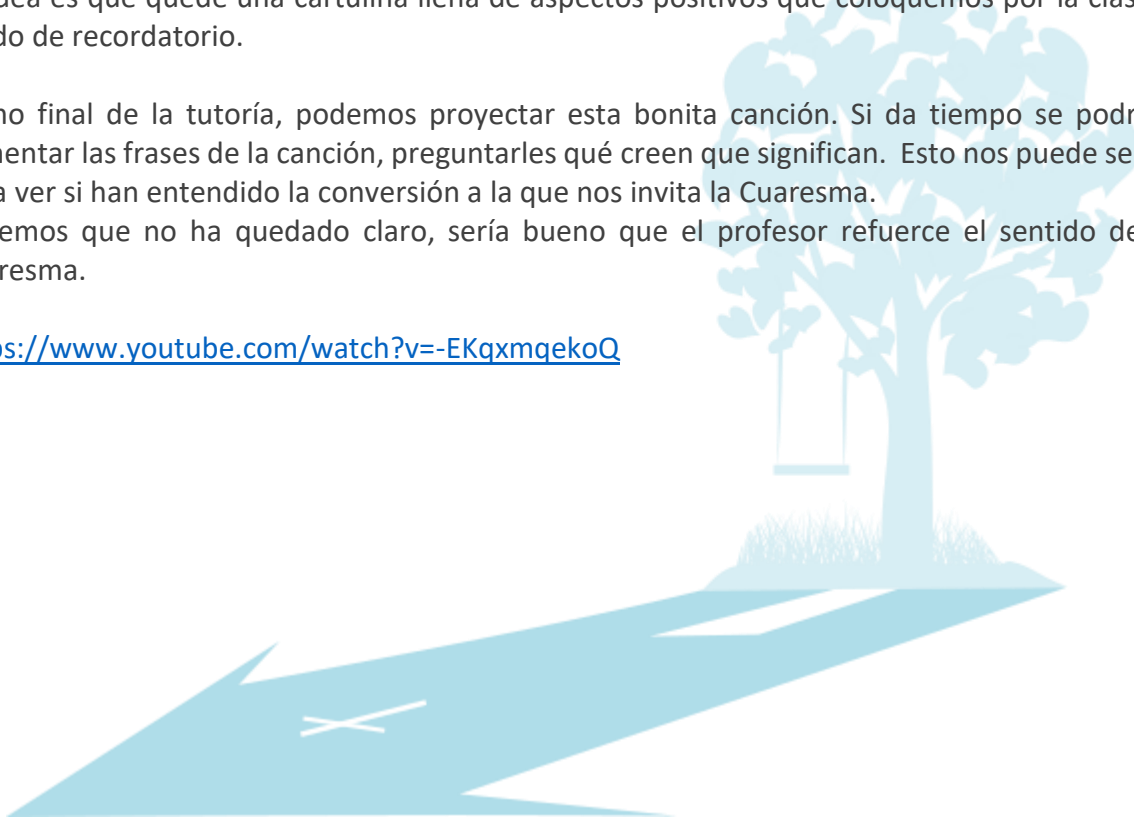 dea es que quede una cartulina llena de aspectos positivos que coloquemos por la clas
do de recordatorio.
no final de la tutoría, podemos proyectar esta bonita canción. Si da tiempo se podr
nentar las frases de la canción, preguntarles qué creen que significan. Esto nos puede se
a ver si han entendido la conversión a la que nos invita la Cuaresma.
emos que no ha quedado claro, sería bueno que el profesor refuerce el sentido de
resma.
os://www.youtube.com/watch?v=-EKqxmqekoQ